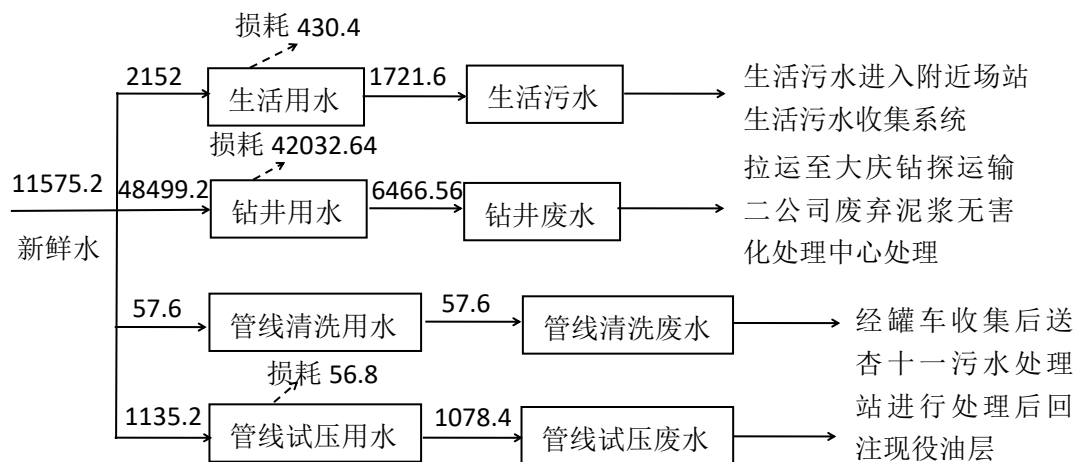 损耗 430.4
2152
生活用水
1721.6
生活污水
生活污水进入附近场站
生活污水收集系统
11575.2
新鲜水
损耗 42032.64
48499.2
钻井用水
6466.56
钻井废水
拉运至大庆钻探运输
二公司废弃泥浆无害
化处理中心处理
57.6
管线清洗用水
57.6
管线清洗废水
损耗 56.8
1135.2
管线试压用水
1078.4
管线试压废水
经罐车收集后送
杏十一污水处理
站进行处理后回
注现役油层